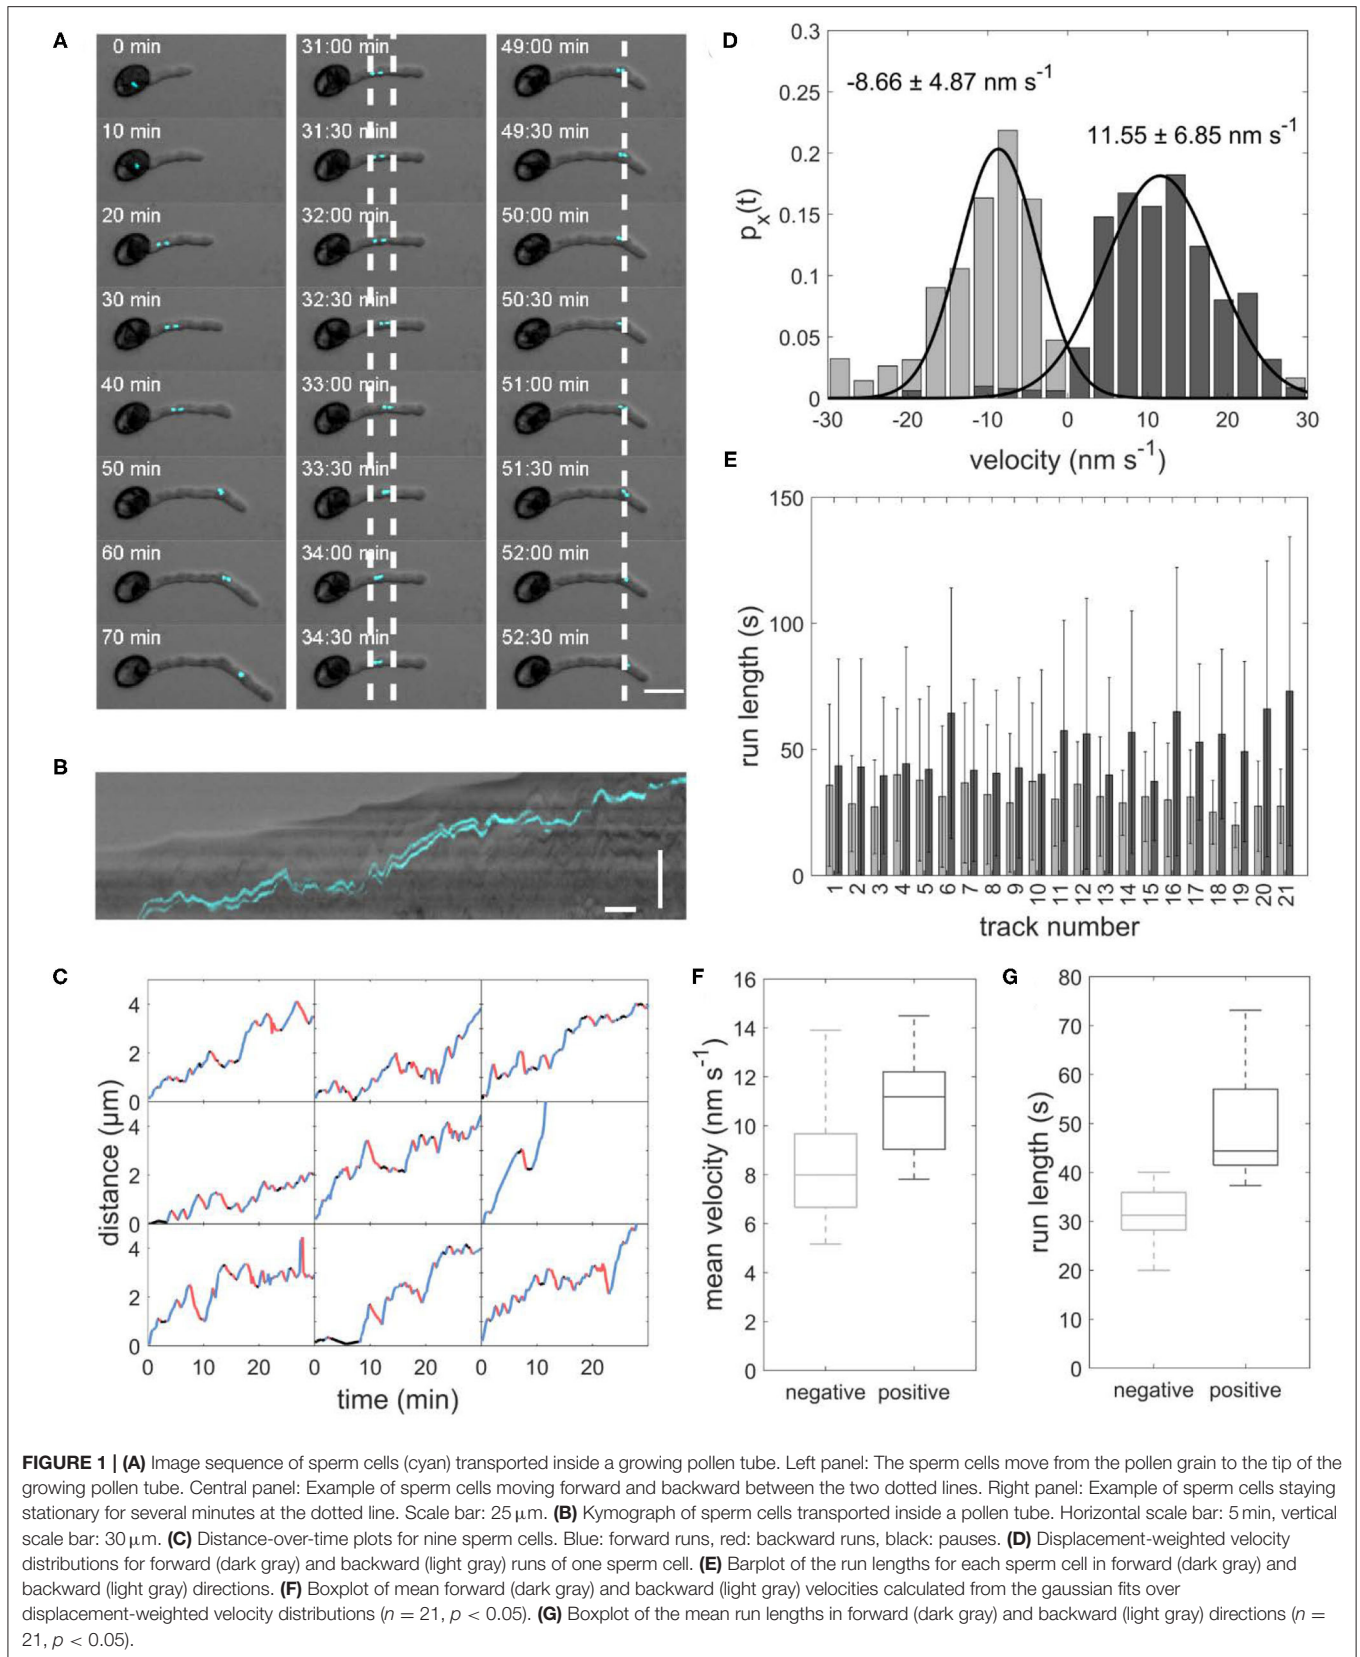 A
0 min
10 min
20 min
30 min
40 min
50 min
60 min
70 min
31:00 min
31:30 min
32:00 min
32:30 min
33:00 min
33:30 min
34:00 min
34:30 min
49:00 min
49:30 min
50:00 min
50:30 min
51:00 min
51:30 min
52:00 min
52:30 min
B
C
distance (µm)
4
2
0
4
2
0
4
2
0
0 10 20 0 10 20 0 10 20
time (min)
D
-8.66 ± 4.87 nm s⁻¹
11.55 ± 6.85 nm s⁻¹
pₓ(t)
0.3
0.25
0.2
0.15
0.1
0.05
0
-30 -20 -10 0 10 20 30
velocity (nm s⁻¹)
E
run length (s)
150
100
50
0
1 2 3 4 5 6 7 8 9 10 11 12 13 14 15 16 17 18 19 20 21
track number
F
mean velocity (nm s⁻¹)
16
14
12
10
8
6
4
2
0
negative positive
G
run length (s)
80
70
60
50
40
30
20
10
0
negative positive
FIGURE 1 | (A) Image sequence of sperm cells (cyan) transported inside a growing pollen tube. Left panel: The sperm cells move from the pollen grain to the tip of the
growing pollen tube. Central panel: Example of sperm cells moving forward and backward between the two dotted lines. Right panel: Example of sperm cells staying
stationary for several minutes at the dotted line. Scale bar: 25 µm. (B) Kymograph of sperm cells transported inside a pollen tube. Horizontal scale bar: 5 min, vertical
scale bar: 30 µm. (C) Distance-over-time plots for nine sperm cells. Blue: forward runs, red: backward runs, black: pauses. (D) Displacement-weighted velocity
distributions for forward (dark gray) and backward (light gray) runs of one sperm cell. (E) Barplot of the run lengths for each sperm cell in forward (dark gray) and
backward (light gray) directions. (F) Boxplot of mean forward (dark gray) and backward (light gray) velocities calculated from the gaussian fits over
displacement-weighted velocity distributions (n = 21, p < 0.05). (G) Boxplot of the mean run lengths in forward (dark gray) and backward (light gray) directions (n =
21, p < 0.05).